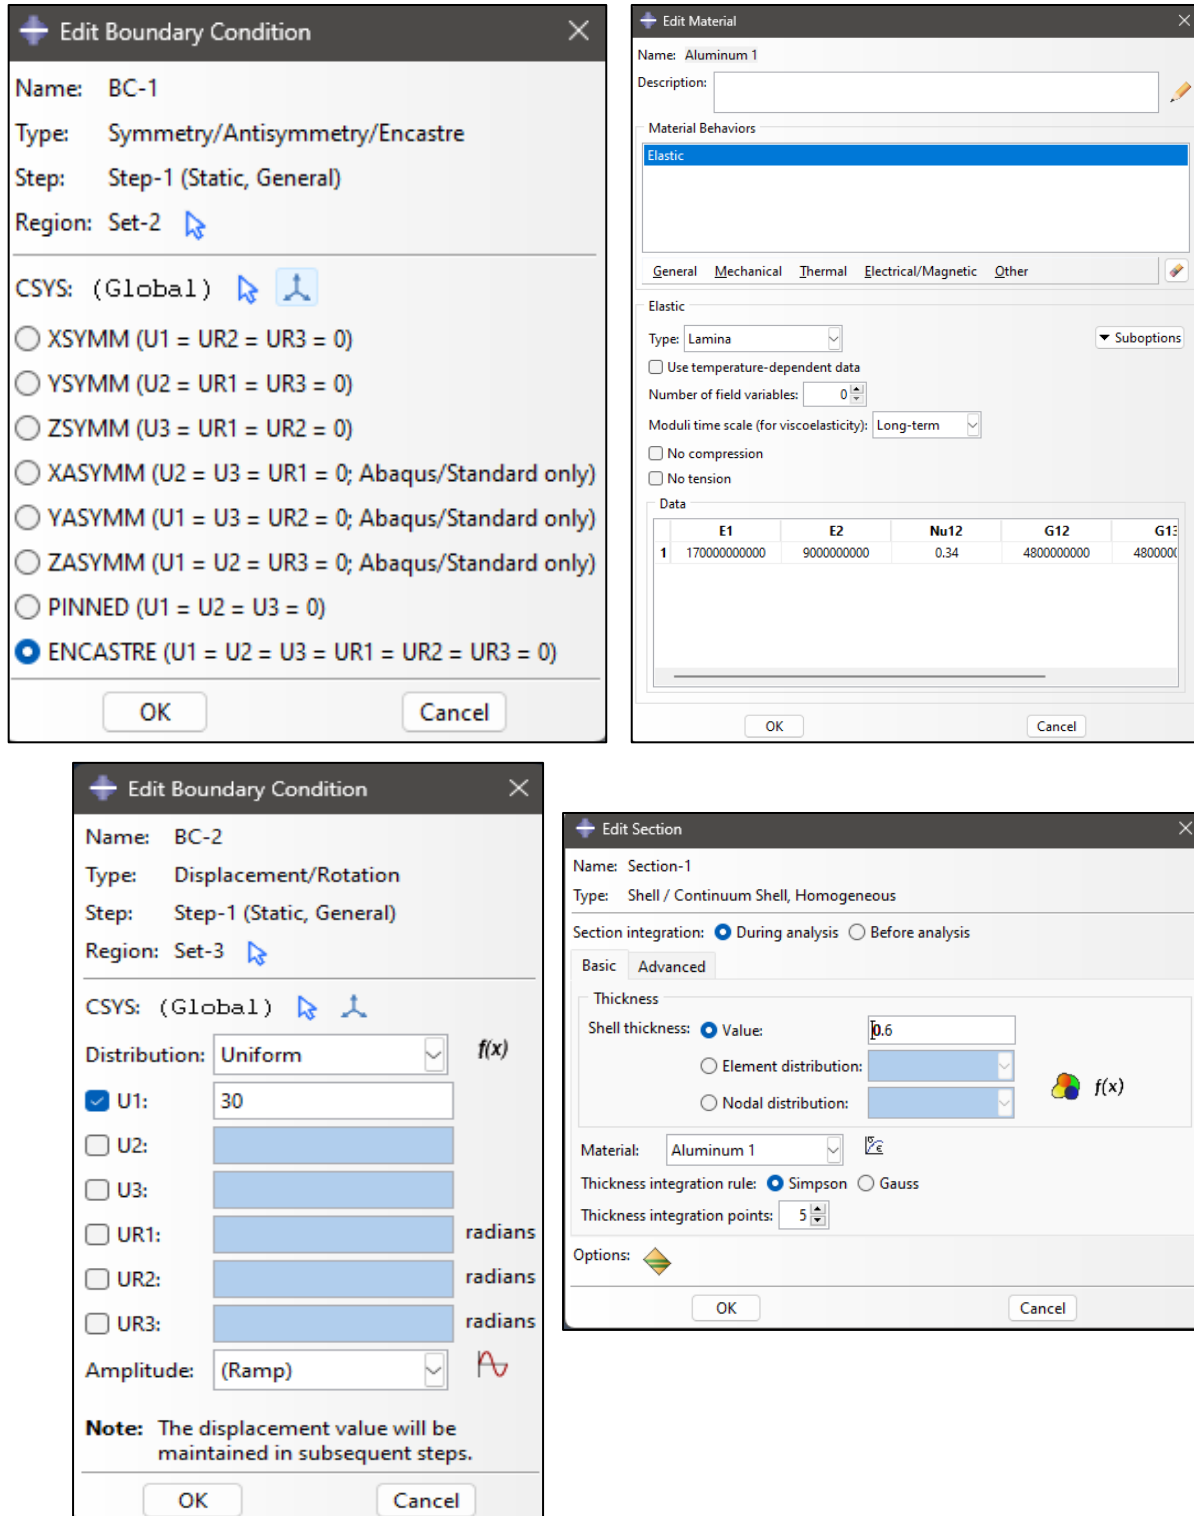 Edit Boundary Condition
Name: BC-1
Type: Symmetry/Antisymmetry/Encastre
Step: Step-1 (Static, General)
Region: Set-2
CSYS: (Global)
XSYMM (U1 = UR2 = UR3 = 0)
YSYMM (U2 = UR1 = UR3 = 0)
ZSYMM (U3 = UR1 = UR2 = 0)
XASYMM (U2 = U3 = UR1 = 0; Abaqus/Standard only)
YASYMM (U1 = U3 = UR2 = 0; Abaqus/Standard only)
ZASYMM (U1 = U2 = UR3 = 0; Abaqus/Standard only)
PINNED (U1 = U2 = U3 = 0)
ENCASTRE (U1 = U2 = U3 = UR1 = UR2 = UR3 = 0)
OK Cancel
Edit Material
Name: Aluminum 1
Description:
Material Behaviors
Elastic
General Mechanical Thermal Electrical/Magnetic Other
Elastic
Type: Lamina Suboptions
Use temperature-dependent data
Number of field variables: 0
Moduli time scale (for viscoelasticity): Long-term
No compression
No tension
Data
E1 E2 Nu12 G12 G13
1 170000000000 9000000000 0.34 4800000000 4800000
OK Cancel
Edit Boundary Condition
Name: BC-2
Type: Displacement/Rotation
Step: Step-1 (Static, General)
Region: Set-3
CSYS: (Global)
Distribution: Uniform f(x)
U1: 30
U2:
U3:
UR1: radians
UR2: radians
UR3: radians
Amplitude: (Ramp)
Note: The displacement value will be
maintained in subsequent steps.
OK Cancel
Edit Section
Name: Section-1
Type: Shell / Continuum Shell, Homogeneous
Section integration: During analysis Before analysis
Basic Advanced
Thickness
Shell thickness: Value: 0.6
Element distribution:
Nodal distribution: f(x)
Material: Aluminum 1
Thickness integration rule: Simpson Gauss
Thickness integration points: 5
Options:
OK Cancel